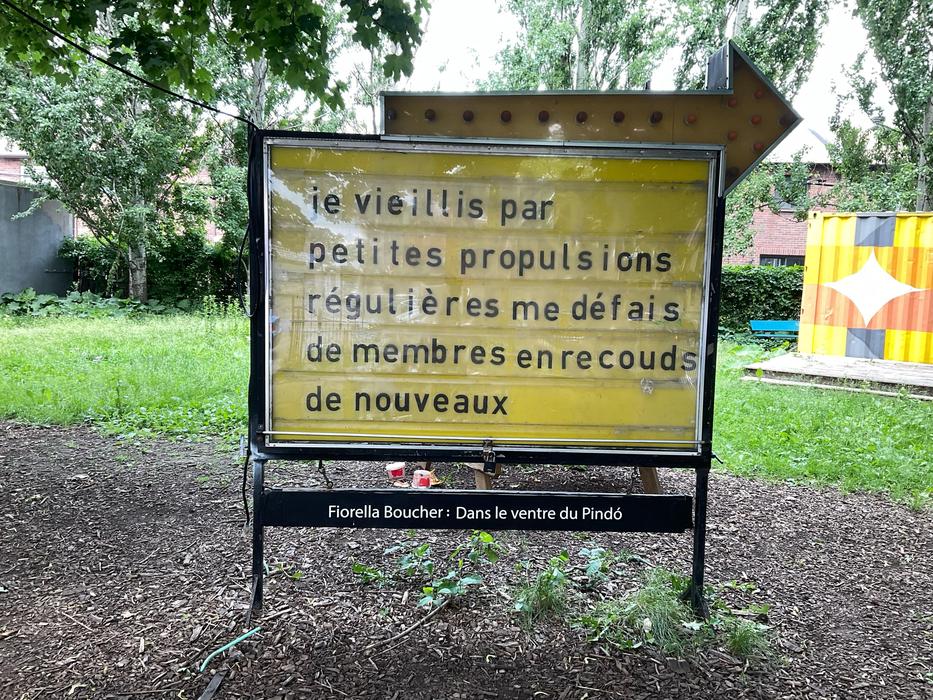 je vieillis par
petites propulsions
régulières me défais
de membres en recouds
de nouveaux
Fiorella Boucher : Dans le ventre du Pindó